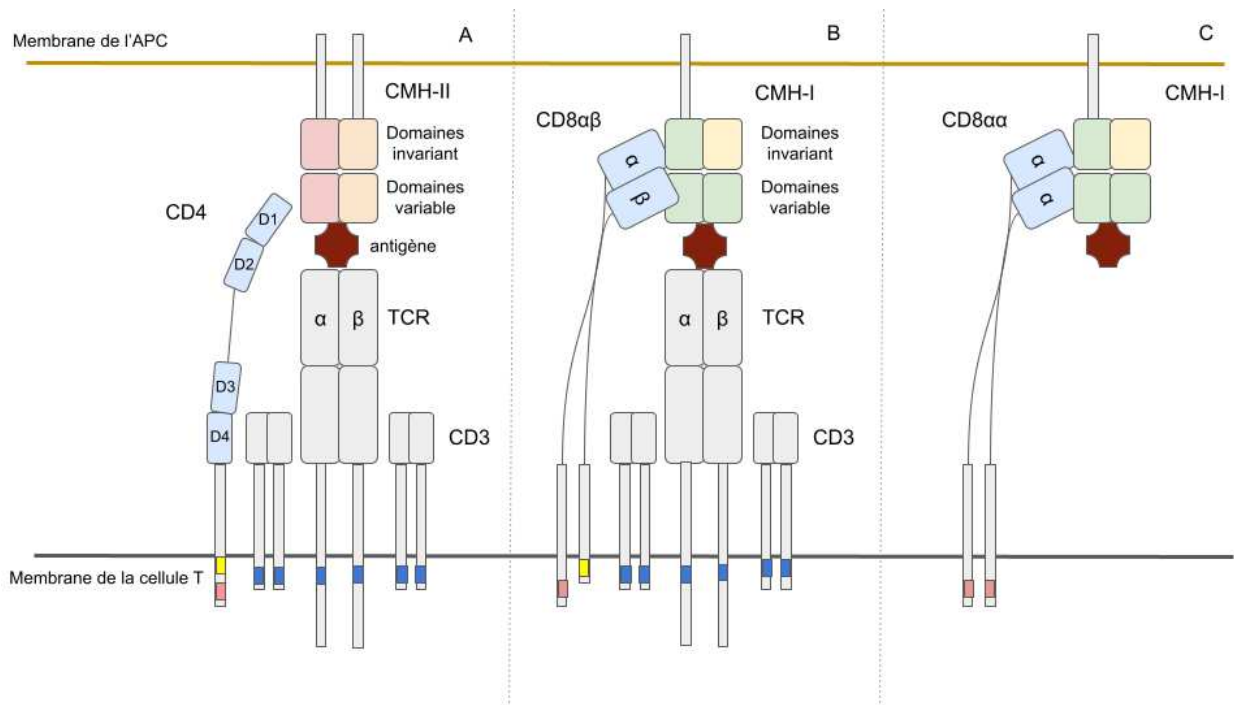 Membrane de l'APC
A
CMH-II
Domaines
invariant
Domaines
variable
CD4
D1
D2
antigène
α
β
TCR
D3
D4
CD3
Membrane de la cellule T
B
CMH-I
CD8αβ
α
β
Domaines
invariant
Domaines
variable
α
β
TCR
CD3
C
CMH-I
CD8αα
α
α